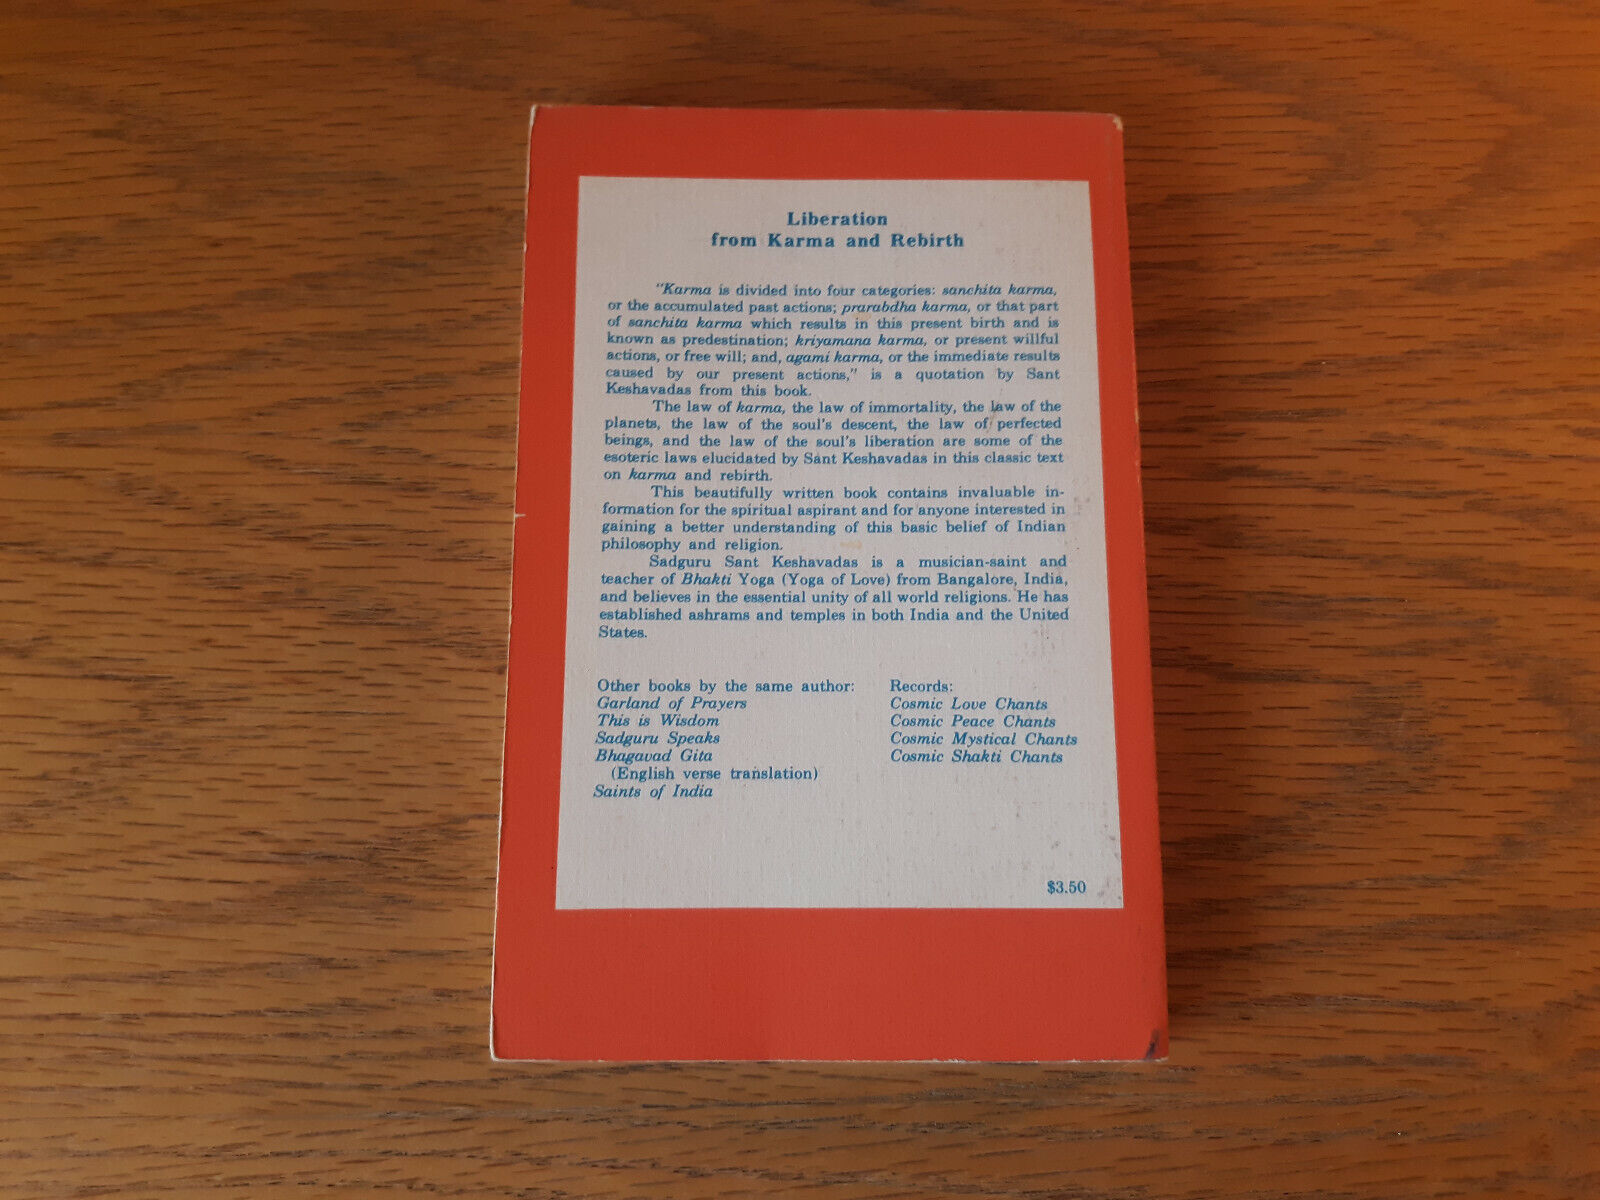 Liberation
from Karma and Rebirth
"Karma is divided into four categories: sanchita karma,
or the accumulated past actions; prarabdha karma, or that part
of sanchita karma which results in this present birth and is
known as predestination; kriyamana karma, or present willful
actions, or free will; and, agami karma, or the immediate results
caused by our present actions," is a quotation by Sant
Keshavadas from this book.
The law of karma, the law of immortality, the law of the
planets, the law of the soul's descent, the law of perfected
beings, and the law of the soul's liberation are some of the
esoteric laws elucidated by Sant Keshavadas in this classic text
on karma and rebirth.
This beautifully written book contains invaluable in-
formation for the spiritual aspirant and for anyone interested in
gaining a better understanding of this basic belief of Indian
philosophy and religion.
Sadguru Sant Keshavadas is a musician-saint and
teacher of Bhakti Yoga (Yoga of Love) from Bangalore, India,
and believes in the essential unity of all world religions. He has
established ashrams and temples in both India and the United
States.
Other books by the same author:
Garland of Prayers
This is Wisdom
Sadguru Speaks
Bhagavad Gita
(English verse translation)
Saints of India
Records:
Cosmic Love Chants
Cosmic Peace Chants
Cosmic Mystical Chants
Cosmic Shakti Chants
$3.50